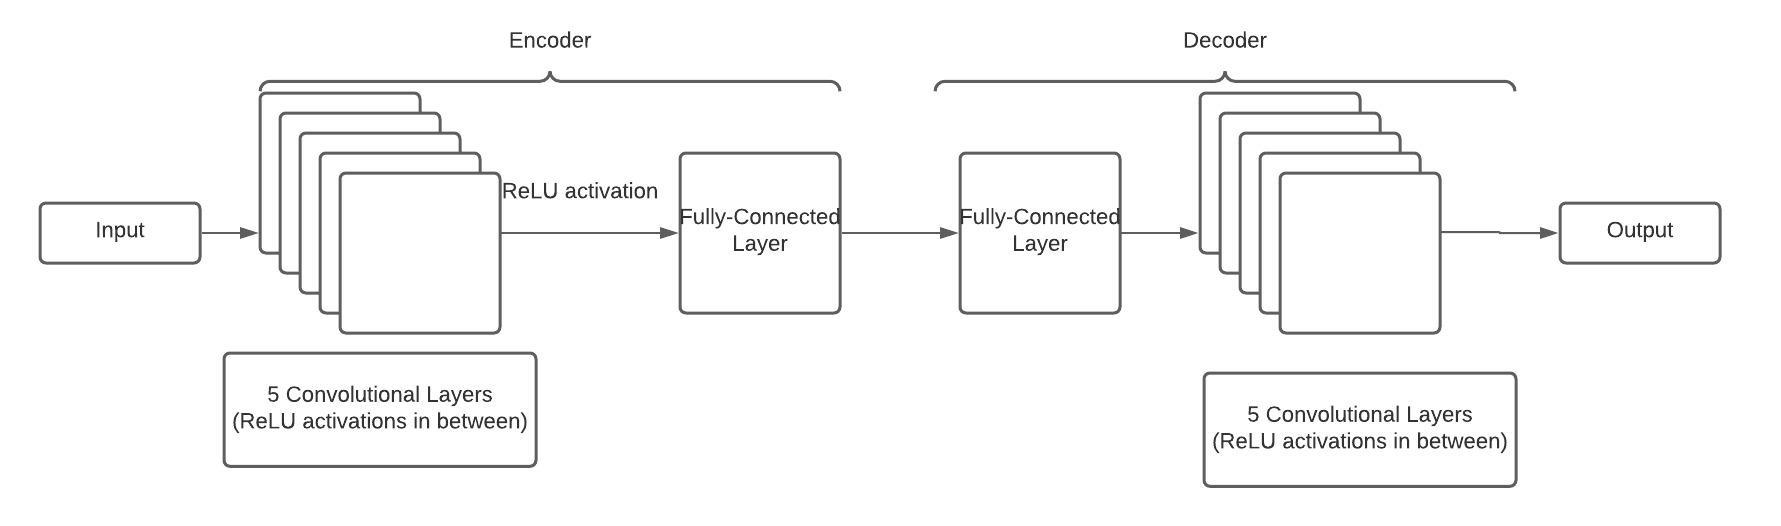 Encoder
Decoder
Input
ReLU activation
Fully-Connected
Layer
Fully-Connected
Layer
Output
5 Convolutional Layers
(ReLU activations in between)
5 Convolutional Layers
(ReLU activations in between)